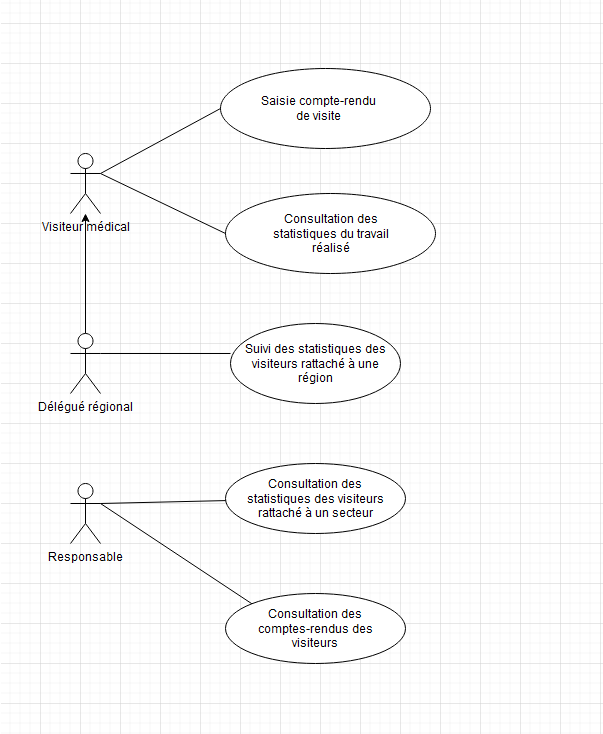 Saisie compte-rendu
de visite
Visiteur médical
Consultation des
statistiques du travail
réalisé
Suivi des statistiques des
visiteurs rattaché à une
région
Délégué régional
Consultation des
statistiques des visiteurs
rattaché à un secteur
Responsable
Consultation des
comptes-rendus des
visiteurs